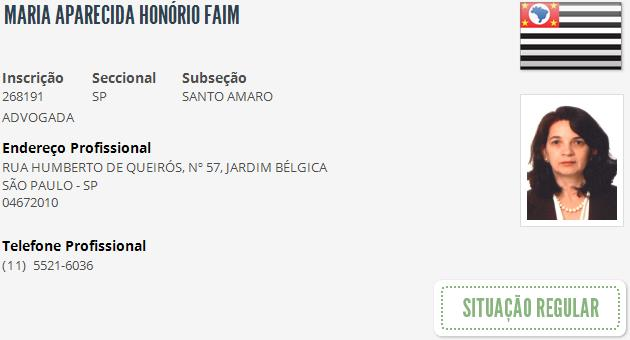 MARIA APARECIDA HONÓRIO FAIM
Inscrição Seccional Subseção
268191 SP SANTO AMARO
ADVOGADA
Endereço Profissional
RUA HUMBERTO DE QUEIRÓS, Nº 57, JARDIM BÉLGICA
SÃO PAULO - SP
04672010
Telefone Profissional
(11) 5521-6036
SITUAÇÃO REGULAR